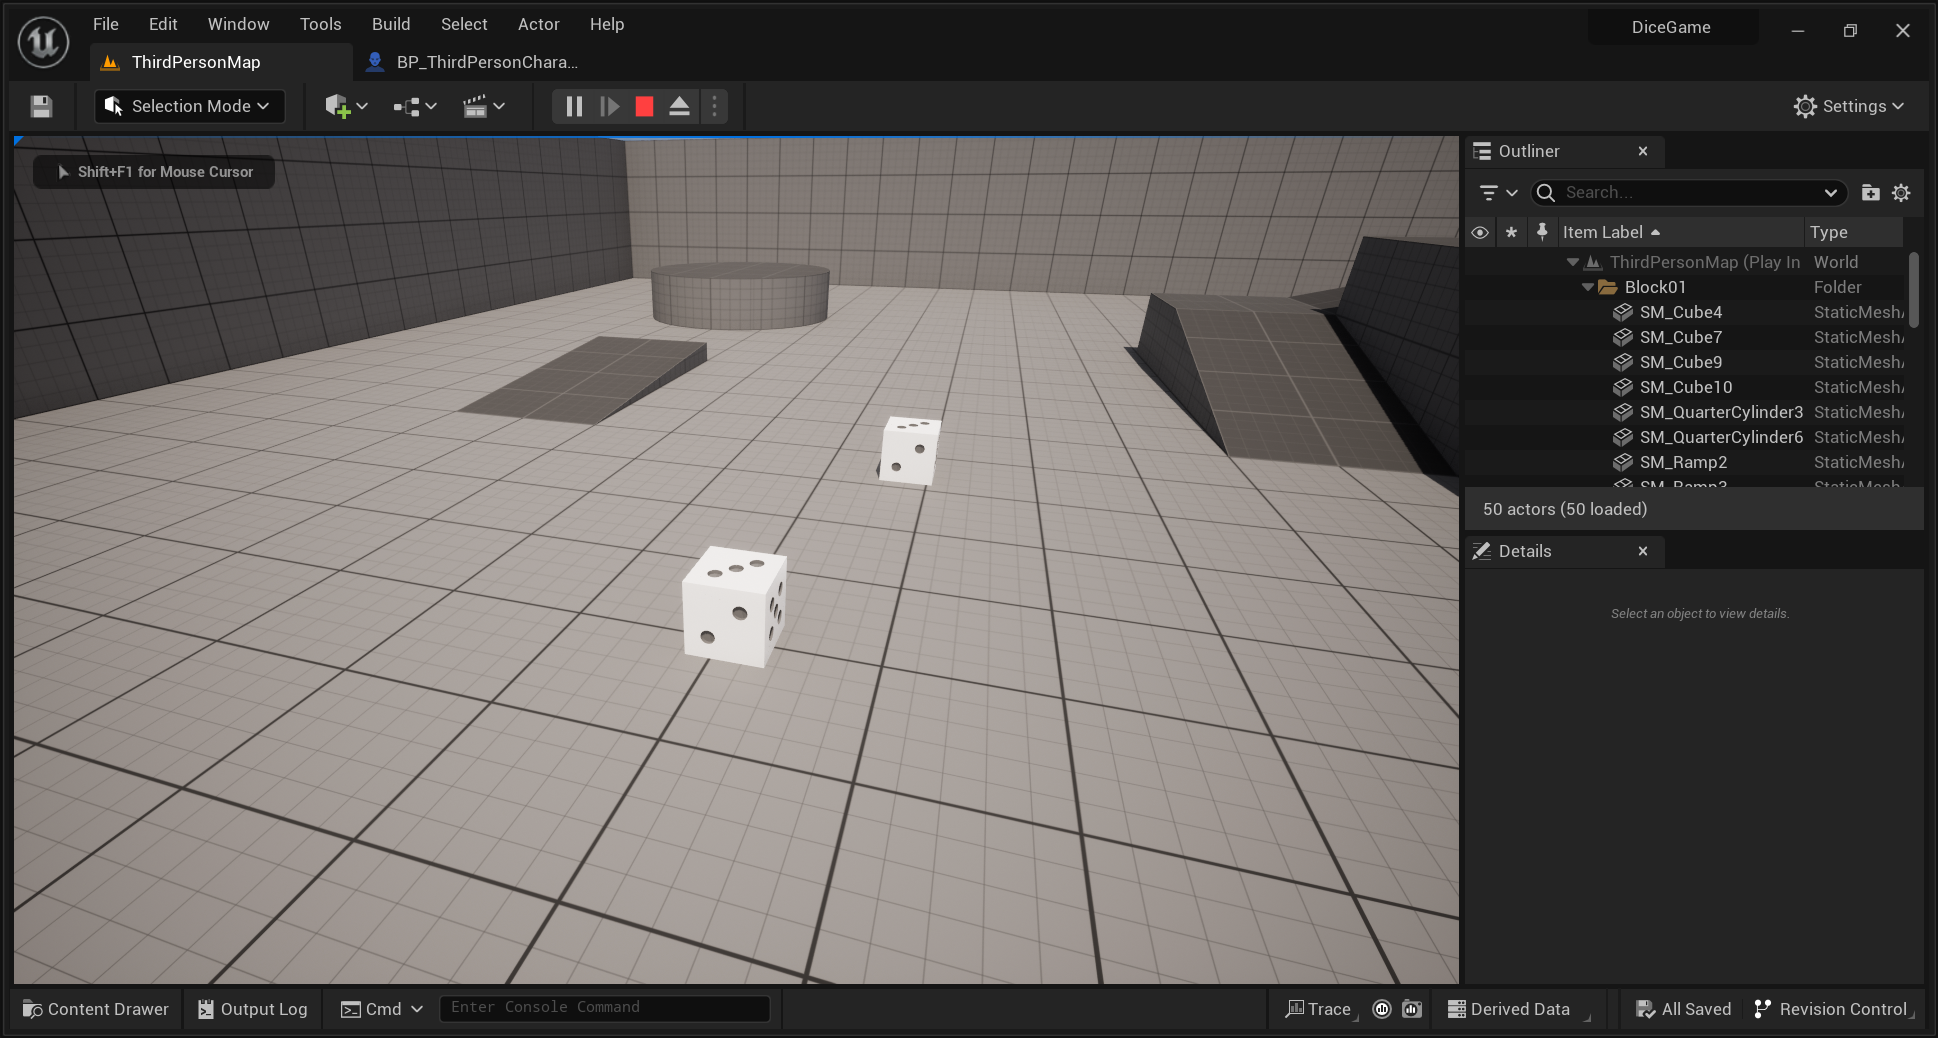 File Edit Window Tools Build Select Actor Help
DiceGame
ThirdPersonMap
BP_ThirdPersonChara...
Selection Mode
Settings
Shift+F1 for Mouse Cursor
Outliner
Search...
Item Label Type
ThirdPersonMap (Play In World
Block01 Folder
SM_Cube4 StaticMesh
SM_Cube7 StaticMesh
SM_Cube9 StaticMesh
SM_Cube10 StaticMesh
SM_QuarterCylinder3 StaticMesh
SM_QuarterCylinder6 StaticMesh
SM_Ramp2 StaticMesh
SM_Ramp3 StaticMesh
50 actors (50 loaded)
Details
Select an object to view details.
Content Drawer Output Log Cmd Enter Console Command Trace Derived Data All Saved Revision Control